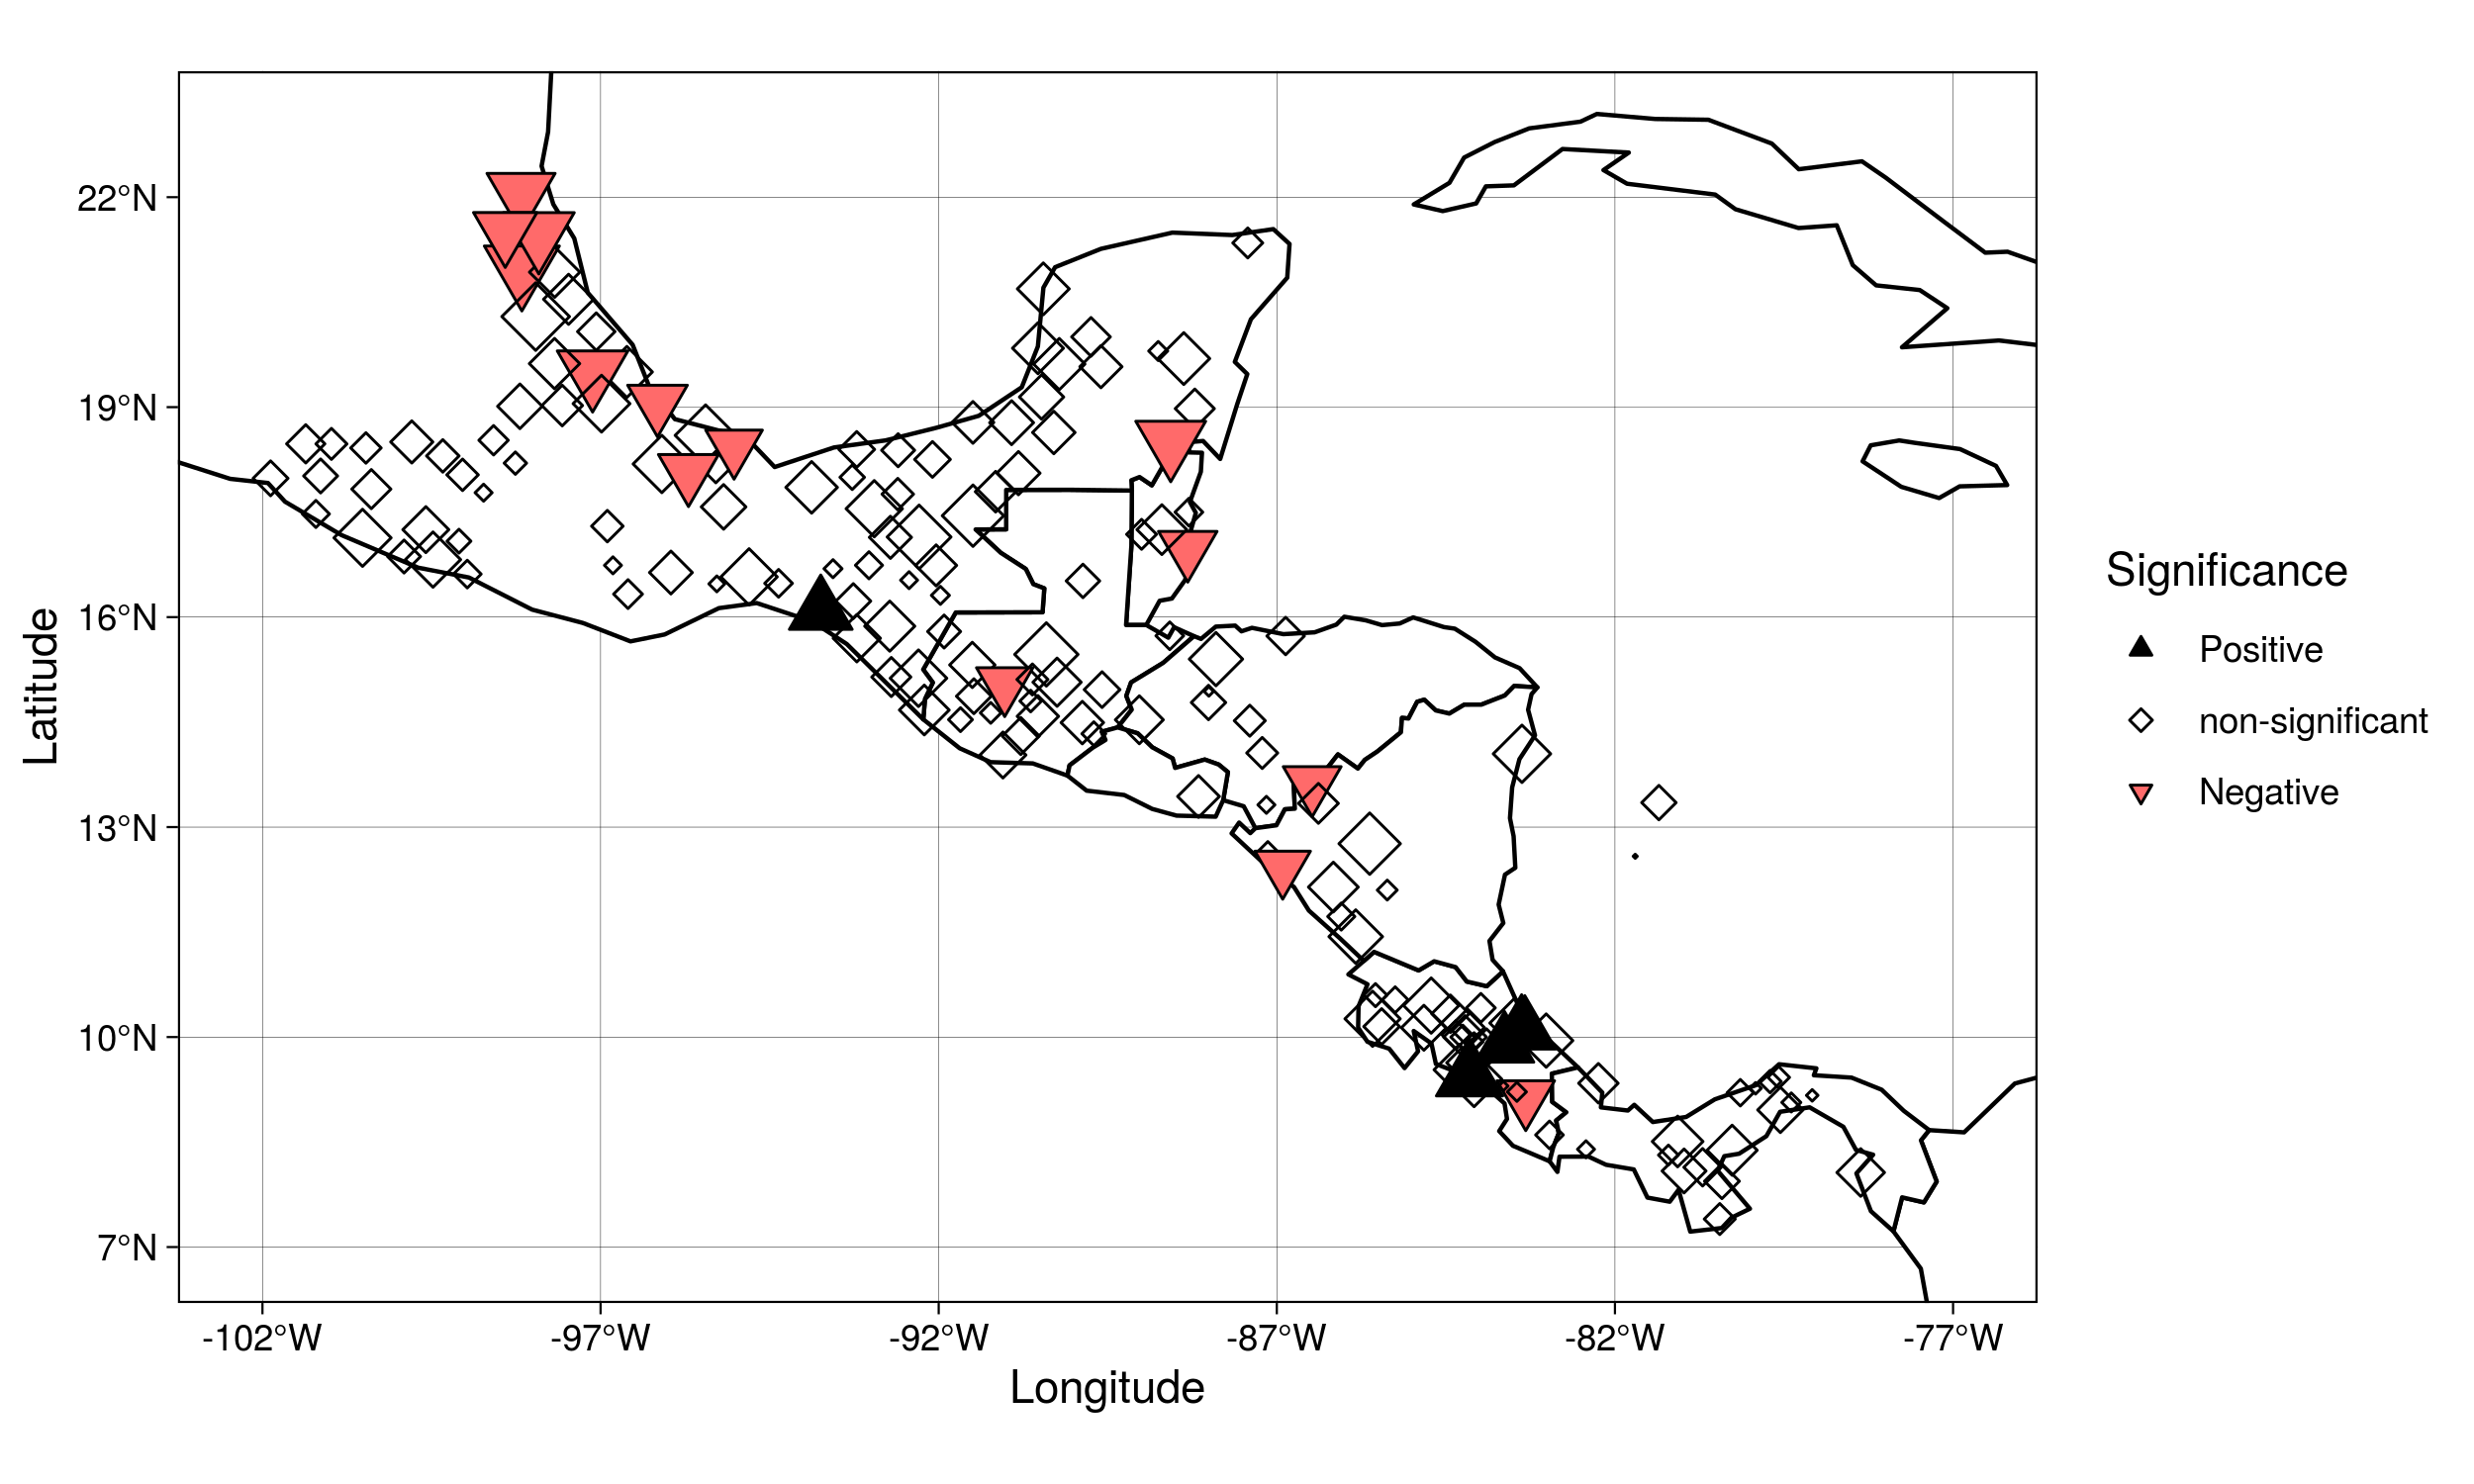 22°N
19°N
16°N
13°N
10°N
7°N
Latitude
-102°W
-97°W
-92°W
-87°W
-82°W
-77°W
Longitude
Significance
Positive
non-significant
Negative